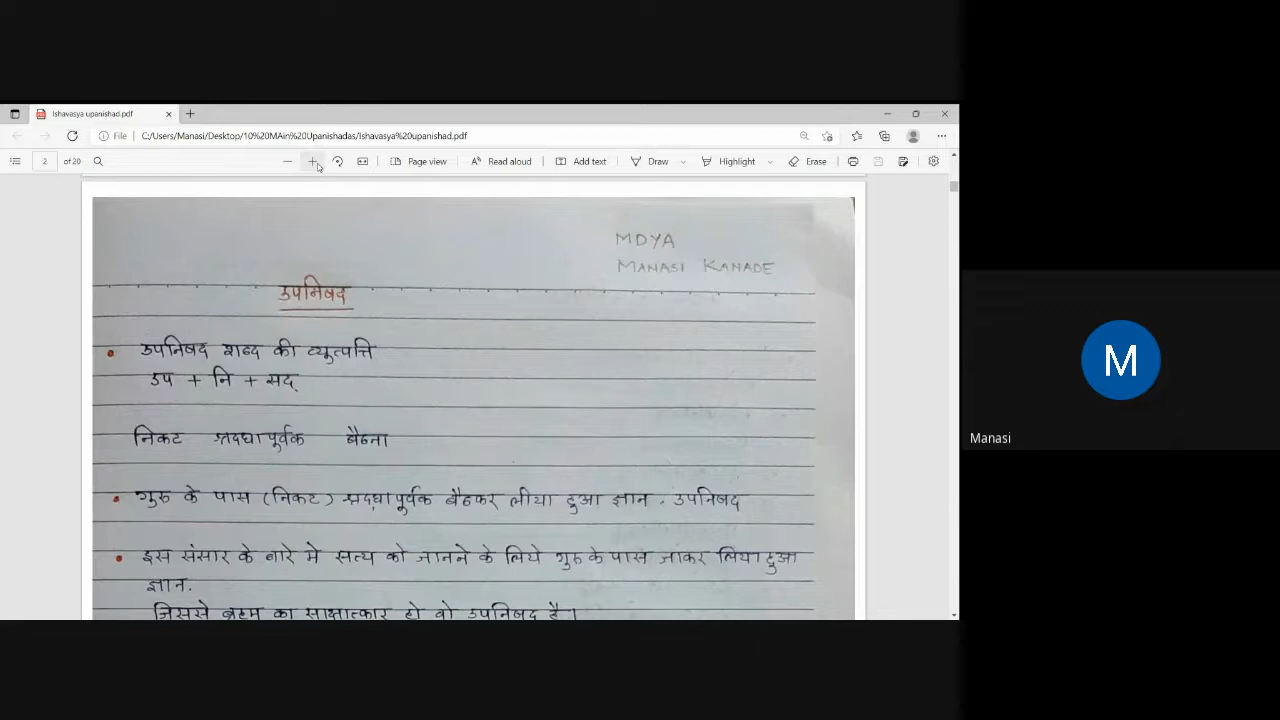 Ishavasya upanishad.pdf
File C:/Users/Manasi/Desktop/10%20MAin%20Upanishadas/Ishavasya%20upanishad.pdf
2 of 20 Page view Read aloud Add text Draw Highlight Erase
MDYA
MANASI KANADE
उपनिषद
• उपनिषद शब्द की व्युत्पत्ति
उप + नि + सद्
निकट श्रद्धापूर्वक बैठना
• गुरु के पास (निकट) श्रद्धापूर्वक बैठकर लीया हुआ ज्ञान. उपनिषद
• इस संसार के बारे मे सत्य को जानने के लिये गुरु के पास जाकर लिया हुआ
ज्ञान.
जिससे ब्रह्म का साक्षात्कार हो वो उपनिषद है।
M
Manasi